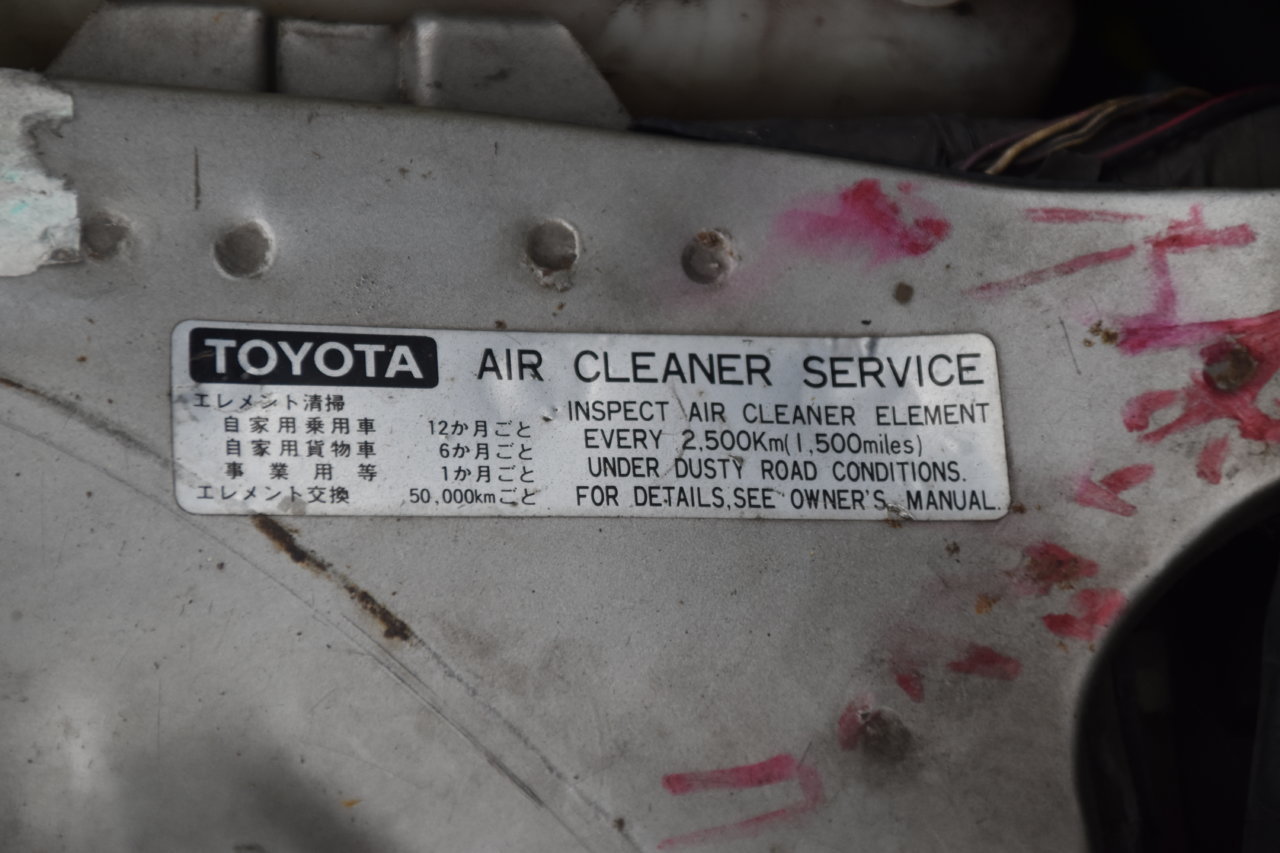 TOYOTA AIR CLEANER SERVICE
エレメント清掃
自家用乗用車 12か月ごと
自家用貨物車 6か月ごと
事業用等 1か月ごと
エレメント交換 50,000kmごと
INSPECT AIR CLEANER ELEMENT
EVERY 2,500Km(1,500miles)
UNDER DUSTY ROAD CONDITIONS.
FOR DETAILS,SEE OWNER'S MANUAL.